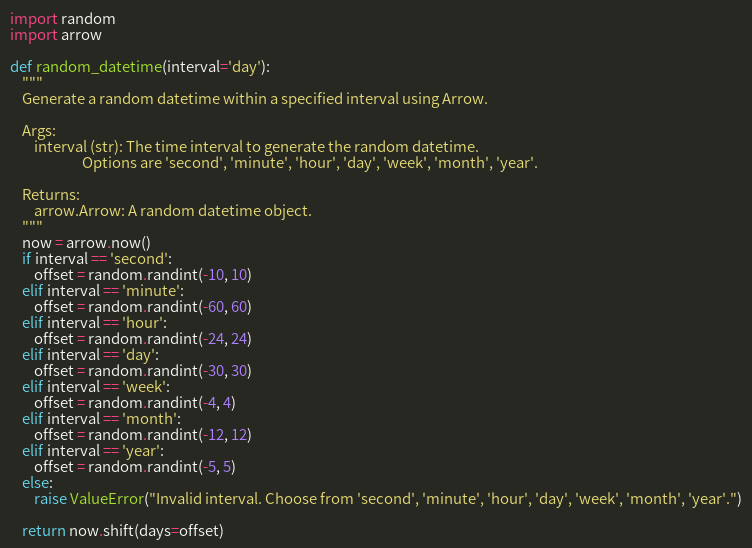 import random
import arrow

def random_datetime(interval='day'):
    """
    Generate a random datetime within a specified interval using Arrow.

    Args:
        interval (str): The time interval to generate the random datetime.
                        Options are 'second', 'minute', 'hour', 'day', 'week', 'month', 'year'.

    Returns:
        arrow.Arrow: A random datetime object.
    """
    now = arrow.now()
    if interval == 'second':
        offset = random.randint(-10, 10)
    elif interval == 'minute':
        offset = random.randint(-60, 60)
    elif interval == 'hour':
        offset = random.randint(-24, 24)
    elif interval == 'day':
        offset = random.randint(-30, 30)
    elif interval == 'week':
        offset = random.randint(-4, 4)
    elif interval == 'month':
        offset = random.randint(-12, 12)
    elif interval == 'year':
        offset = random.randint(-5, 5)
    else:
        raise ValueError("Invalid interval. Choose from 'second', 'minute', 'hour', 'day', 'week', 'month', 'year'.")

    return now.shift(days=offset)